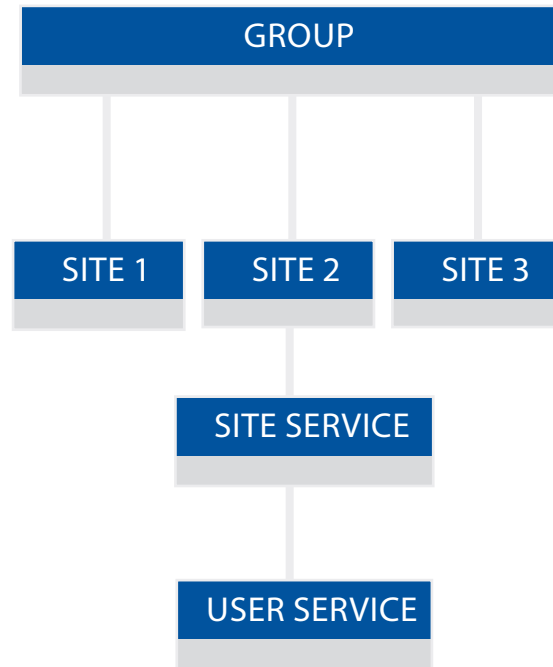 GROUP
SITE 1
SITE 2
SITE 3
SITE SERVICE
USER SERVICE